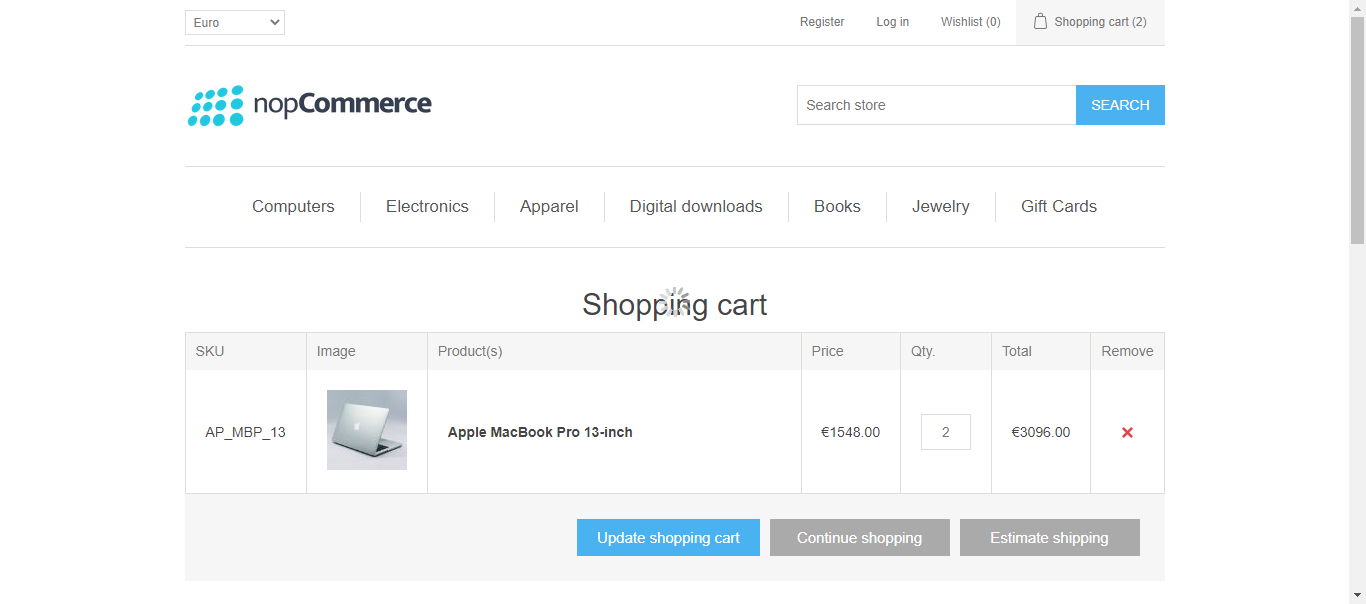 Euro
Register Log in Wishlist (0) Shopping cart (2)
nopCommerce
Search store SEARCH
Computers Electronics Apparel Digital downloads Books Jewelry Gift Cards
Shopping cart
SKU Image Product(s) Price Qty. Total Remove
AP_MBP_13 Apple MacBook Pro 13-inch €1548.00 2 €3096.00
Update shopping cart Continue shopping Estimate shipping